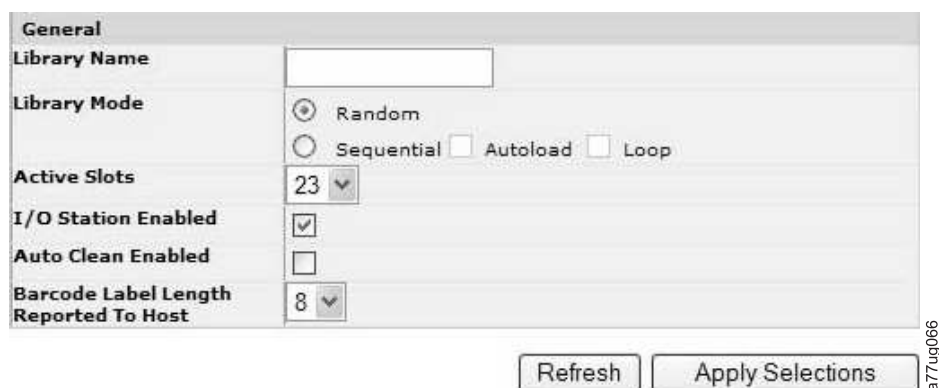 General
Library Name
Library Mode
Random
Sequential Autoload Loop
Active Slots
23
I/O Station Enabled
Auto Clean Enabled
Barcode Label Length
Reported To Host
8
Refresh Apply Selections
a77ug066